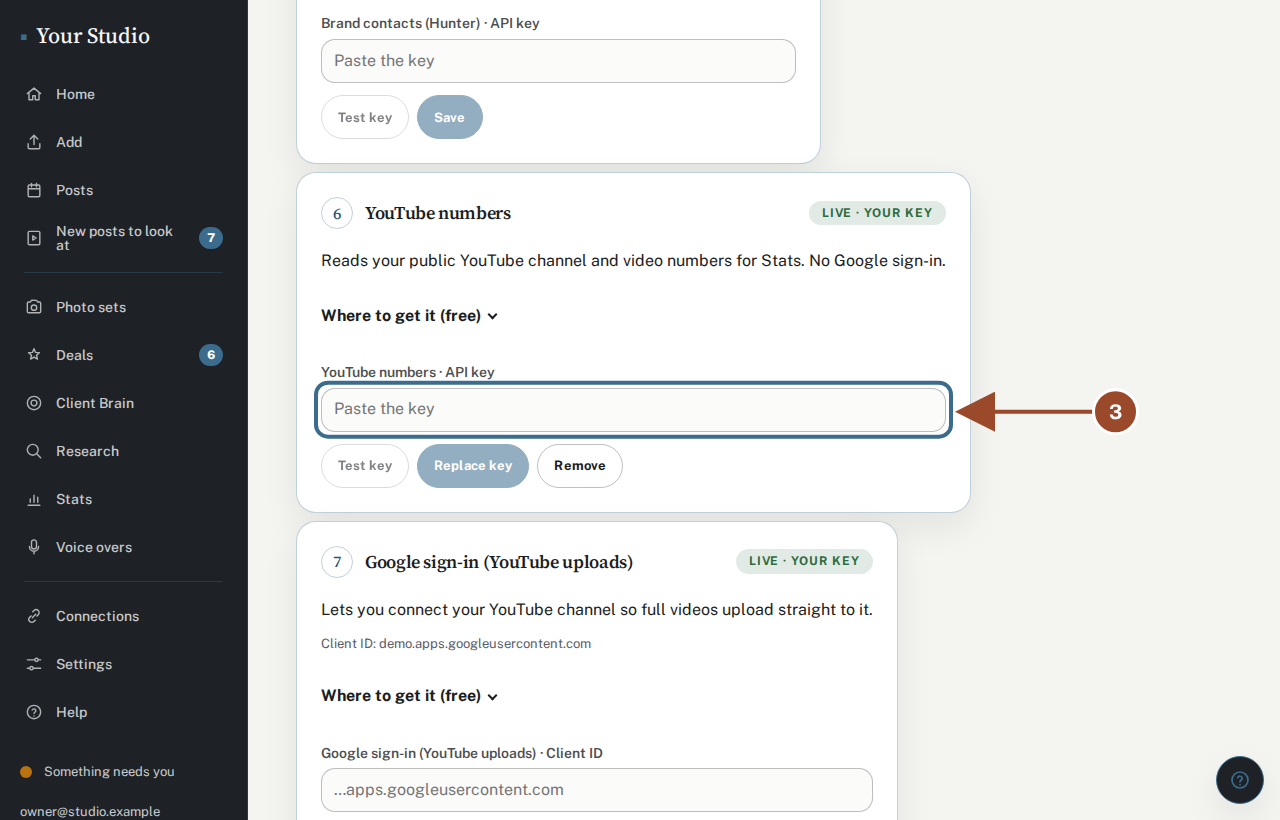 Your Studio
Home
Add
Posts
New posts to look
at
7
Photo sets
Deals
6
Client Brain
Research
Stats
Voice overs
Connections
Settings
Help
Something needs you
owner@studio.example
Brand contacts (Hunter) · API key
Paste the key
Test key
Save
6
YouTube numbers
LIVE · YOUR KEY
Reads your public YouTube channel and video numbers for Stats. No Google sign-in.
Where to get it (free)
YouTube numbers · API key
Paste the key
3
Test key
Replace key
Remove
7
Google sign-in (YouTube uploads)
LIVE · YOUR KEY
Lets you connect your YouTube channel so full videos upload straight to it.
Client ID: demo.apps.googleusercontent.com
Where to get it (free)
Google sign-in (YouTube uploads) · Client ID
...apps.googleusercontent.com